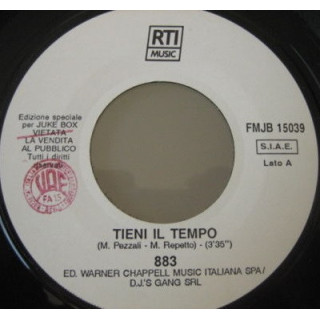 RTI
MUSIC
Edizione speciale
per JUKE BOX
VIETATA
LA VENDITA
AL PUBBLICO
Tutti i diritti
FMJB 15039
S.I.A.E.
Lato A
TIENI IL TEMPO
(M. Pezzali - M. Repetto) - (3'35")
883
ED. WARNER CHAPPELL MUSIC ITALIANA SPA/
D.J.'S GANG SRL